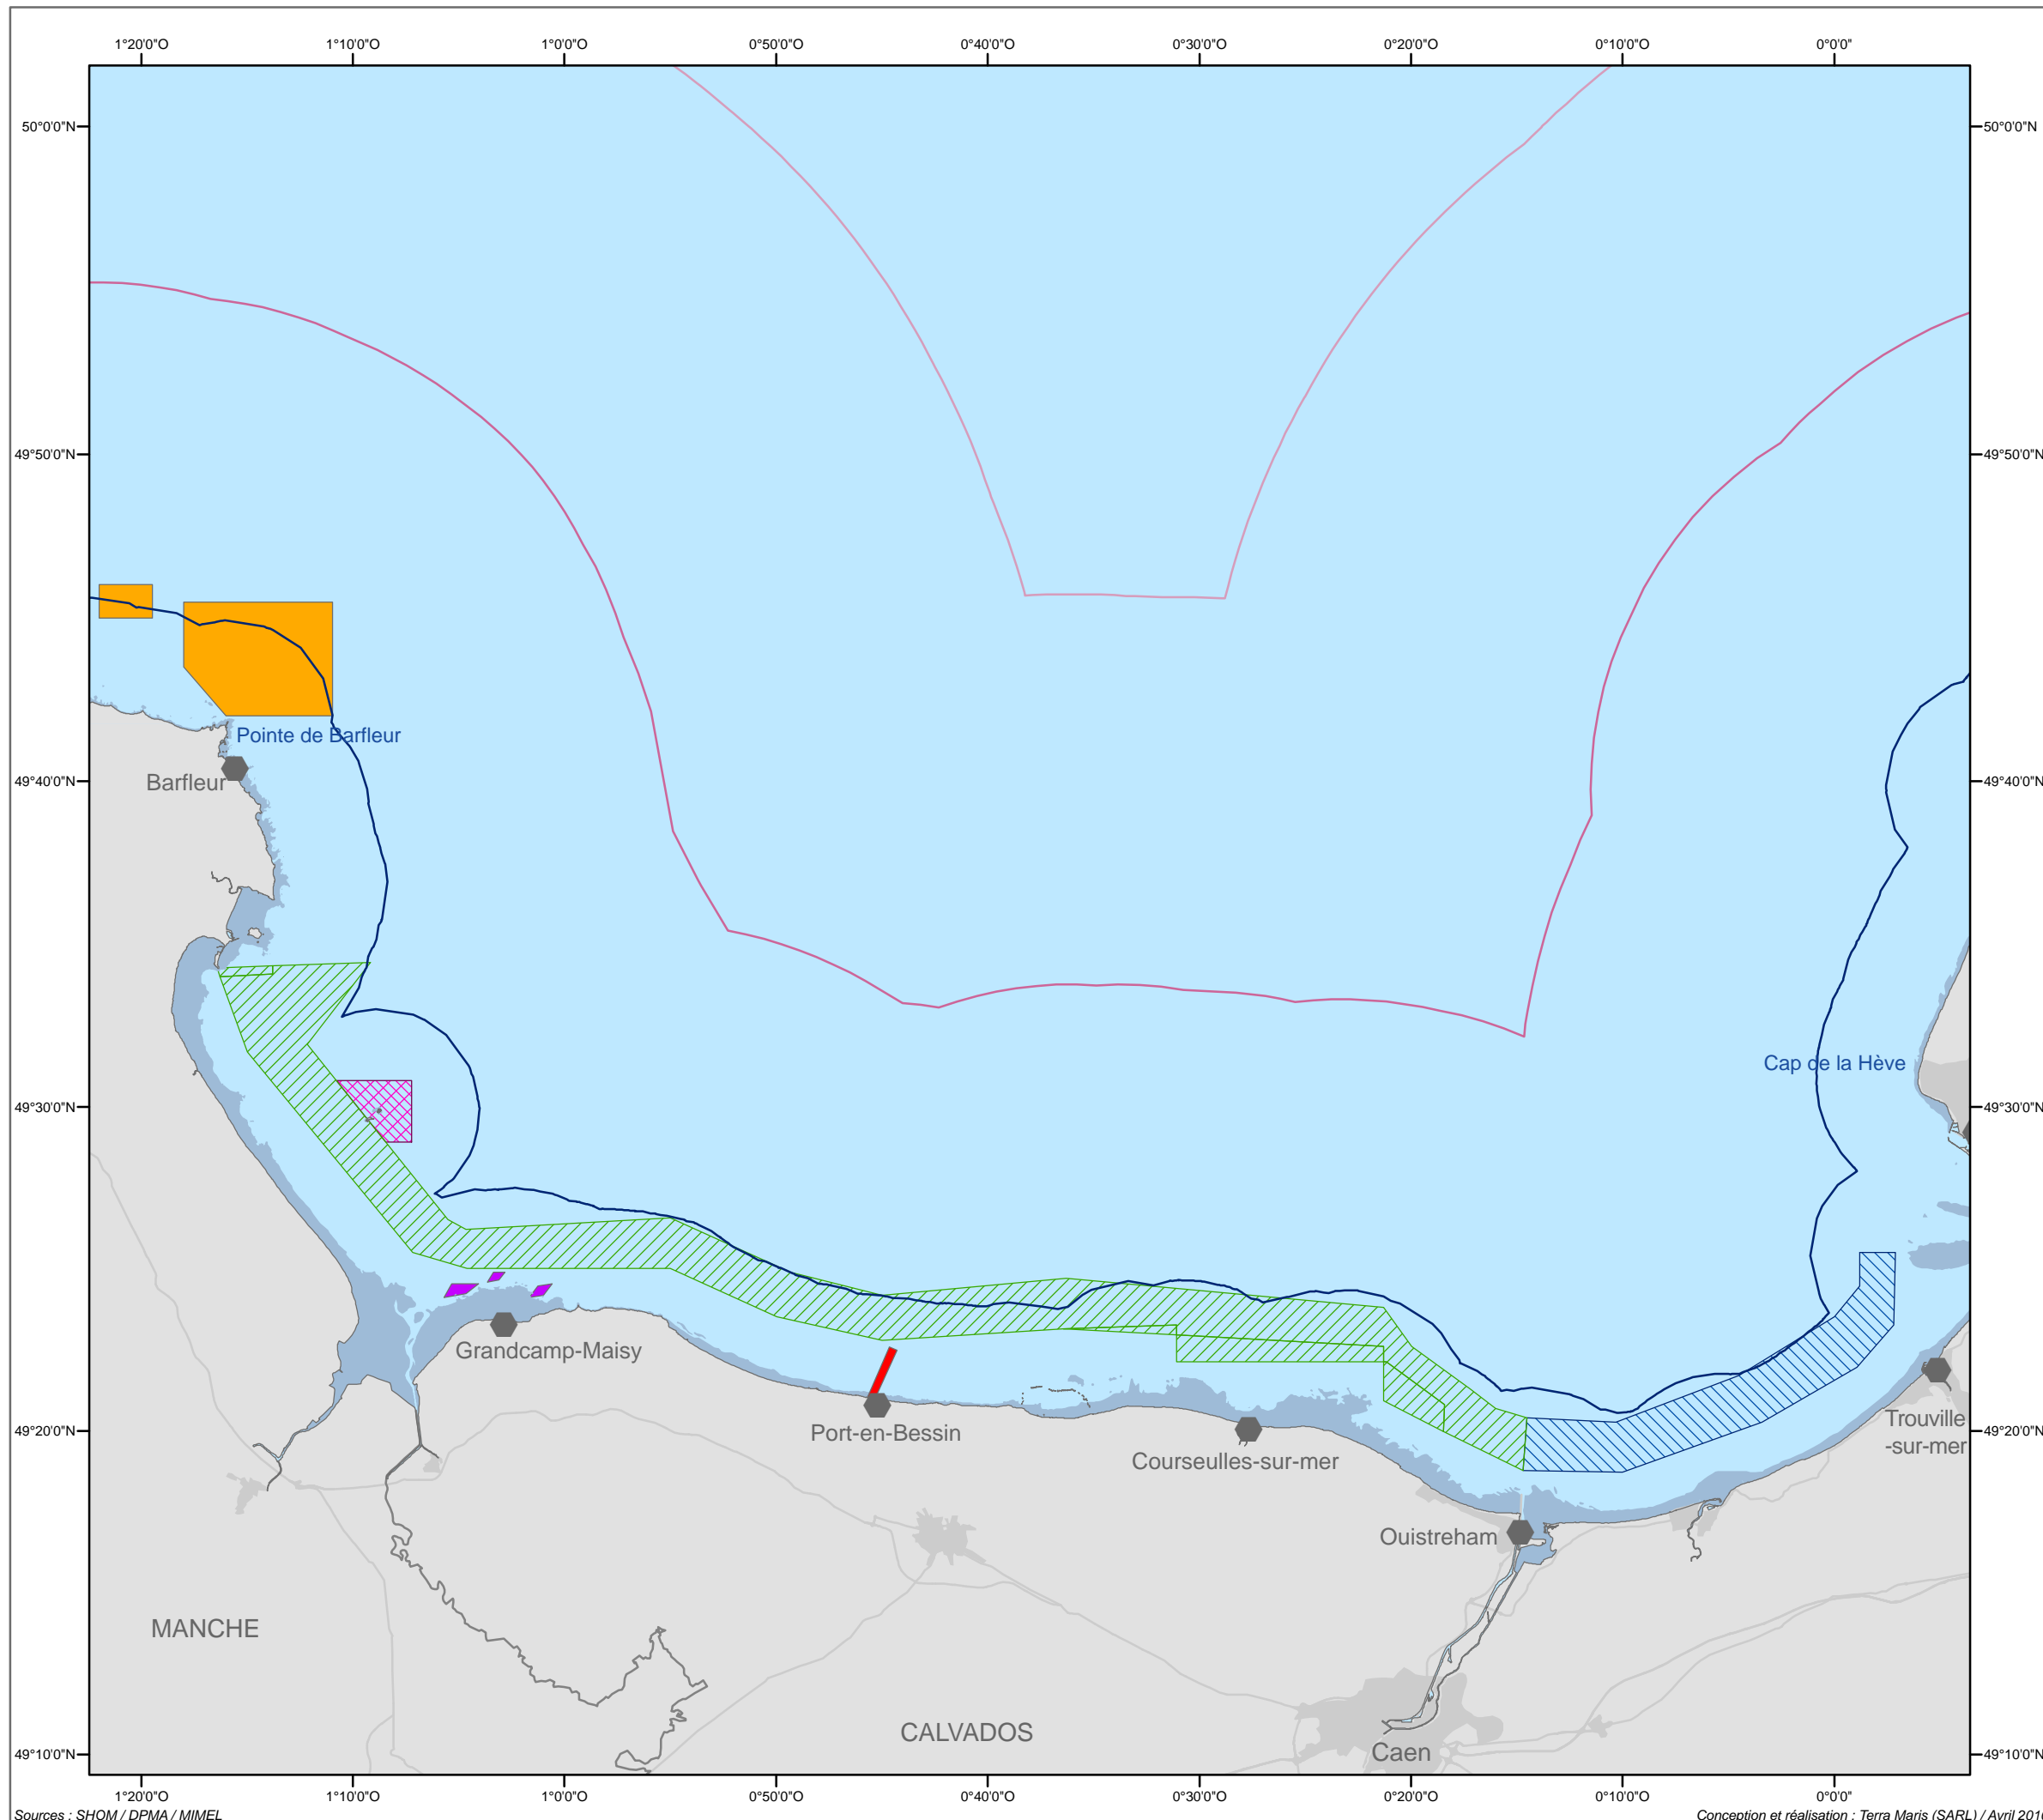 1°20'0"O 1°10'0"O 1°0'0"O 0°50'0"O 0°40'0"O 0°30'0"O 0°20'0"O 0°10'0"O 0°0'0"
50°0'0"N 50°0'0"N
49°50'0"N 49°50'0"N
Pointe de Barfleur
Barfleur
49°40'0"N 49°40'0"N
Cap de la Hève
49°30'0"N 49°30'0"N
Grandcamp-Maisy
Trouville
-sur-mer
49°20'0"N 49°20'0"N
Port-en-Bessin
Courseulles-sur-mer
Ouistreham
MANCHE
CALVADOS
Caen
49°10'0"N 49°10'0"N
1°20'0"O 1°10'0"O 1°0'0"O 0°50'0"O 0°40'0"O 0°30'0"O 0°20'0"O 0°10'0"O 0°0'0"
Sources : SHOM / DPMA / MIMEL Conception et réalisation : Terra Maris (SARL) / Avril 2010